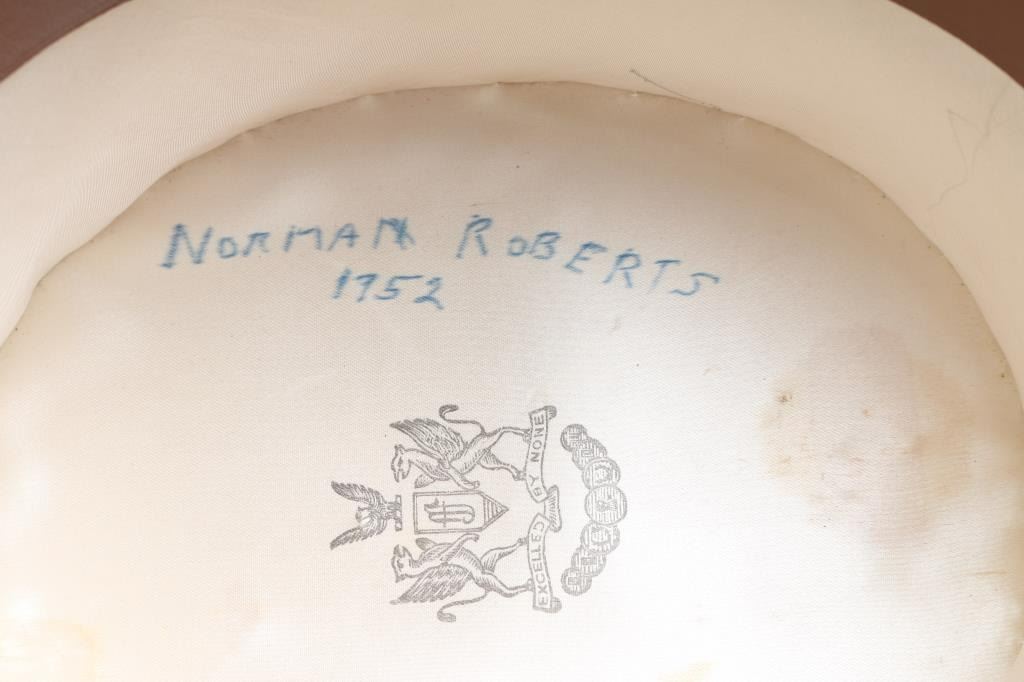 NORMAN ROBERTS
1952
EXCELLED BY NONE